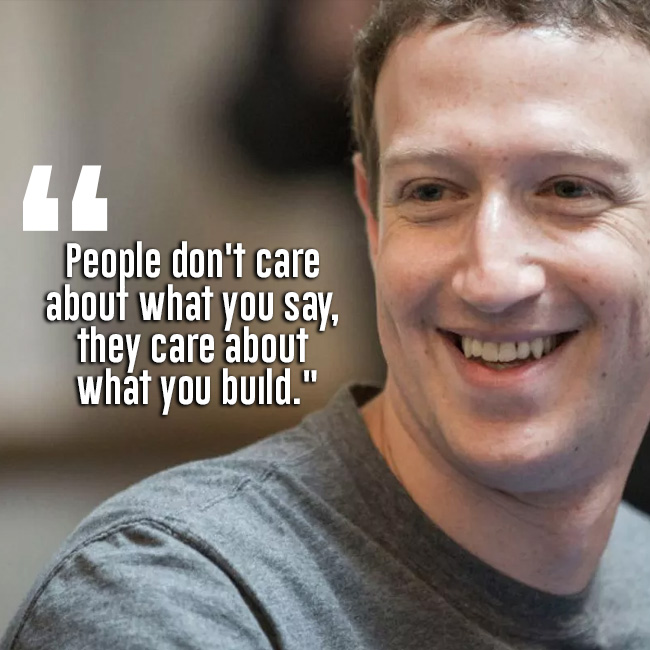 “
People don't care
about what you say,
they care about
what you build."